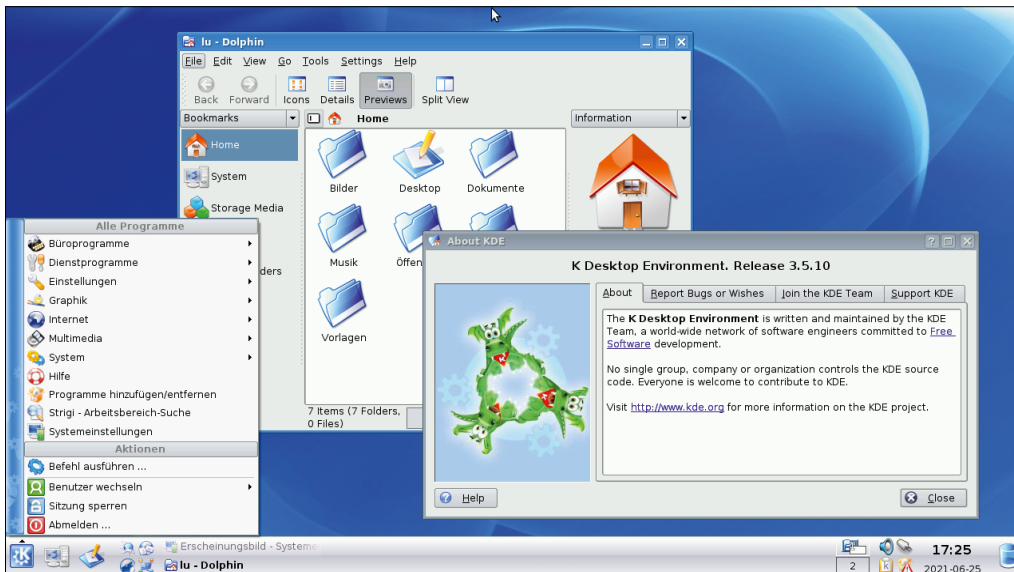 lu - Dolphin
File Edit View Go Tools Settings Help
Back Forward Icons Details Previews Split View
Bookmarks Home Information
Home
System
Storage Media
Bilder Desktop Dokumente
Musik
Vorlagen
7 Items (7 Folders,
0 Files)
Alle Programme
Büroprogramme
Dienstprogramme
Einstellungen
Graphik
Internet
Multimedia
System
Hilfe
Programme hinzufügen/entfernen
Strigi - Arbeitsbereich-Suche
Systemeinstellungen
Aktionen
Befehl ausführen ...
Benutzer wechseln
Sitzung sperren
Abmelden ...
About KDE
K Desktop Environment. Release 3.5.10
About Report Bugs or Wishes Join the KDE Team Support KDE
The K Desktop Environment is written and maintained by the KDE
Team, a world-wide network of software engineers committed to Free
Software development.
No single group, company or organization controls the KDE source
code. Everyone is welcome to contribute to KDE.
Visit http://www.kde.org for more information on the KDE project.
Help Close
Erscheinungsbild - Systeme
lu - Dolphin
2
17:25
2021-06-25